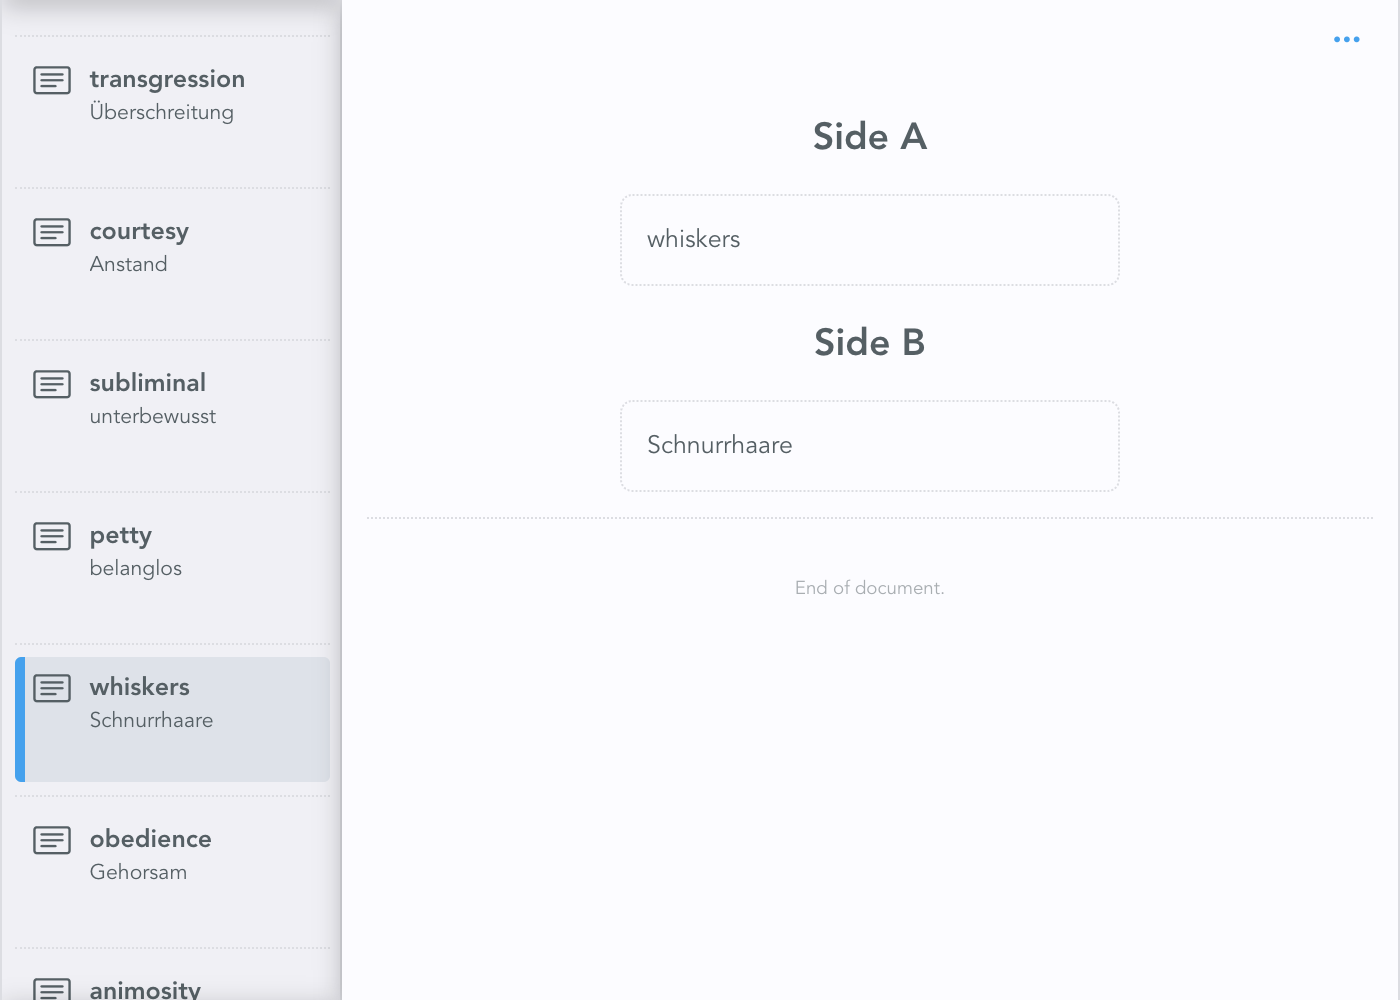 transgression
Überschreitung
courtesy
Anstand
subliminal
unterbewusst
petty
belanglos
whiskers
Schnurrhaare
obedience
Gehorsam
animosity
Side A
whiskers
Side B
Schnurrhaare
End of document.